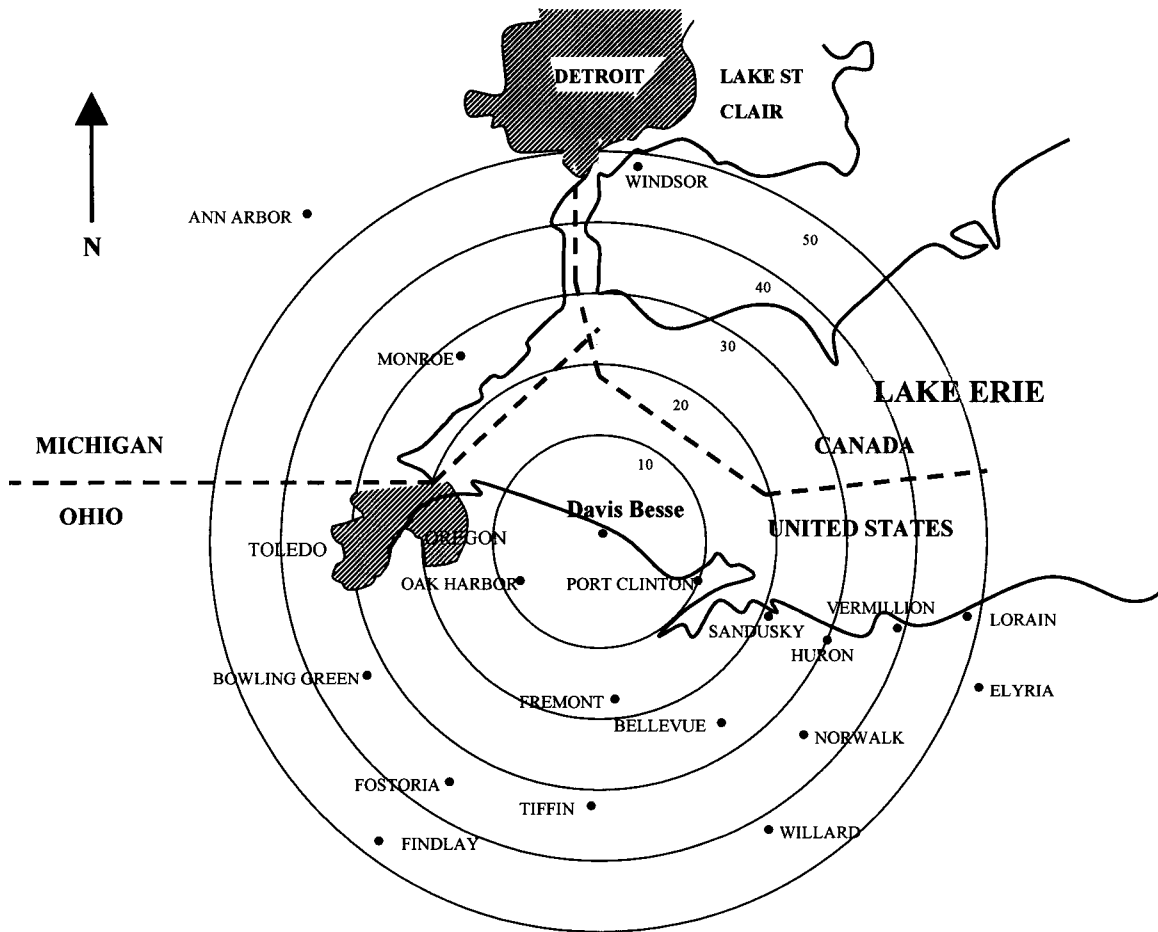 DETROIT
LAKE ST
CLAIR
WINDSOR
ANN ARBOR
N
50
40
30
20
10
MONROE
LAKE ERIE
MICHIGAN
CANADA
OHIO
Davis Besse
UNITED STATES
TOLEDO
OREGON
OAK HARBOR
PORT CLINTON
VERMILLION
SANDUSKY
LORAIN
HURON
BOWLING GREEN
ELYRIA
FREMONT
BELLEVUE
NORWALK
FOSTORIA
TIFFIN
WILLARD
FINDLAY